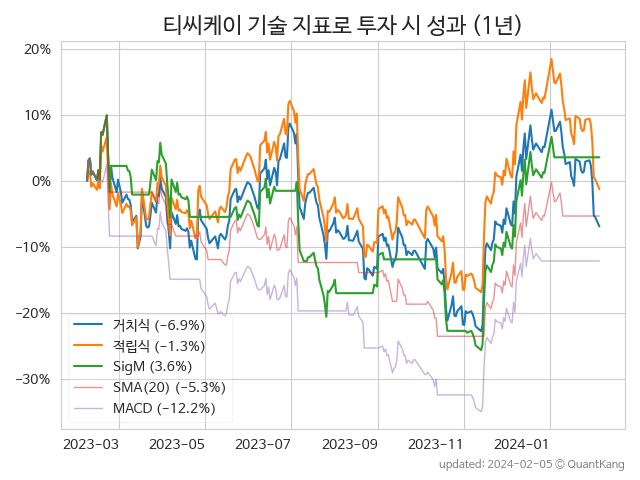 티씨케이 기술 지표로 투자 시 성과 (1년)
20%
10%
0%
−10%
−20%
−30%
거치식 (−6.9%)
적립식 (−1.3%)
SigM (3.6%)
SMA(20) (−5.3%)
MACD (−12.2%)
2023−03 2023−05 2023−07 2023−09 2023−11 2024−01
updated: 2024−02−05 © QuantKang